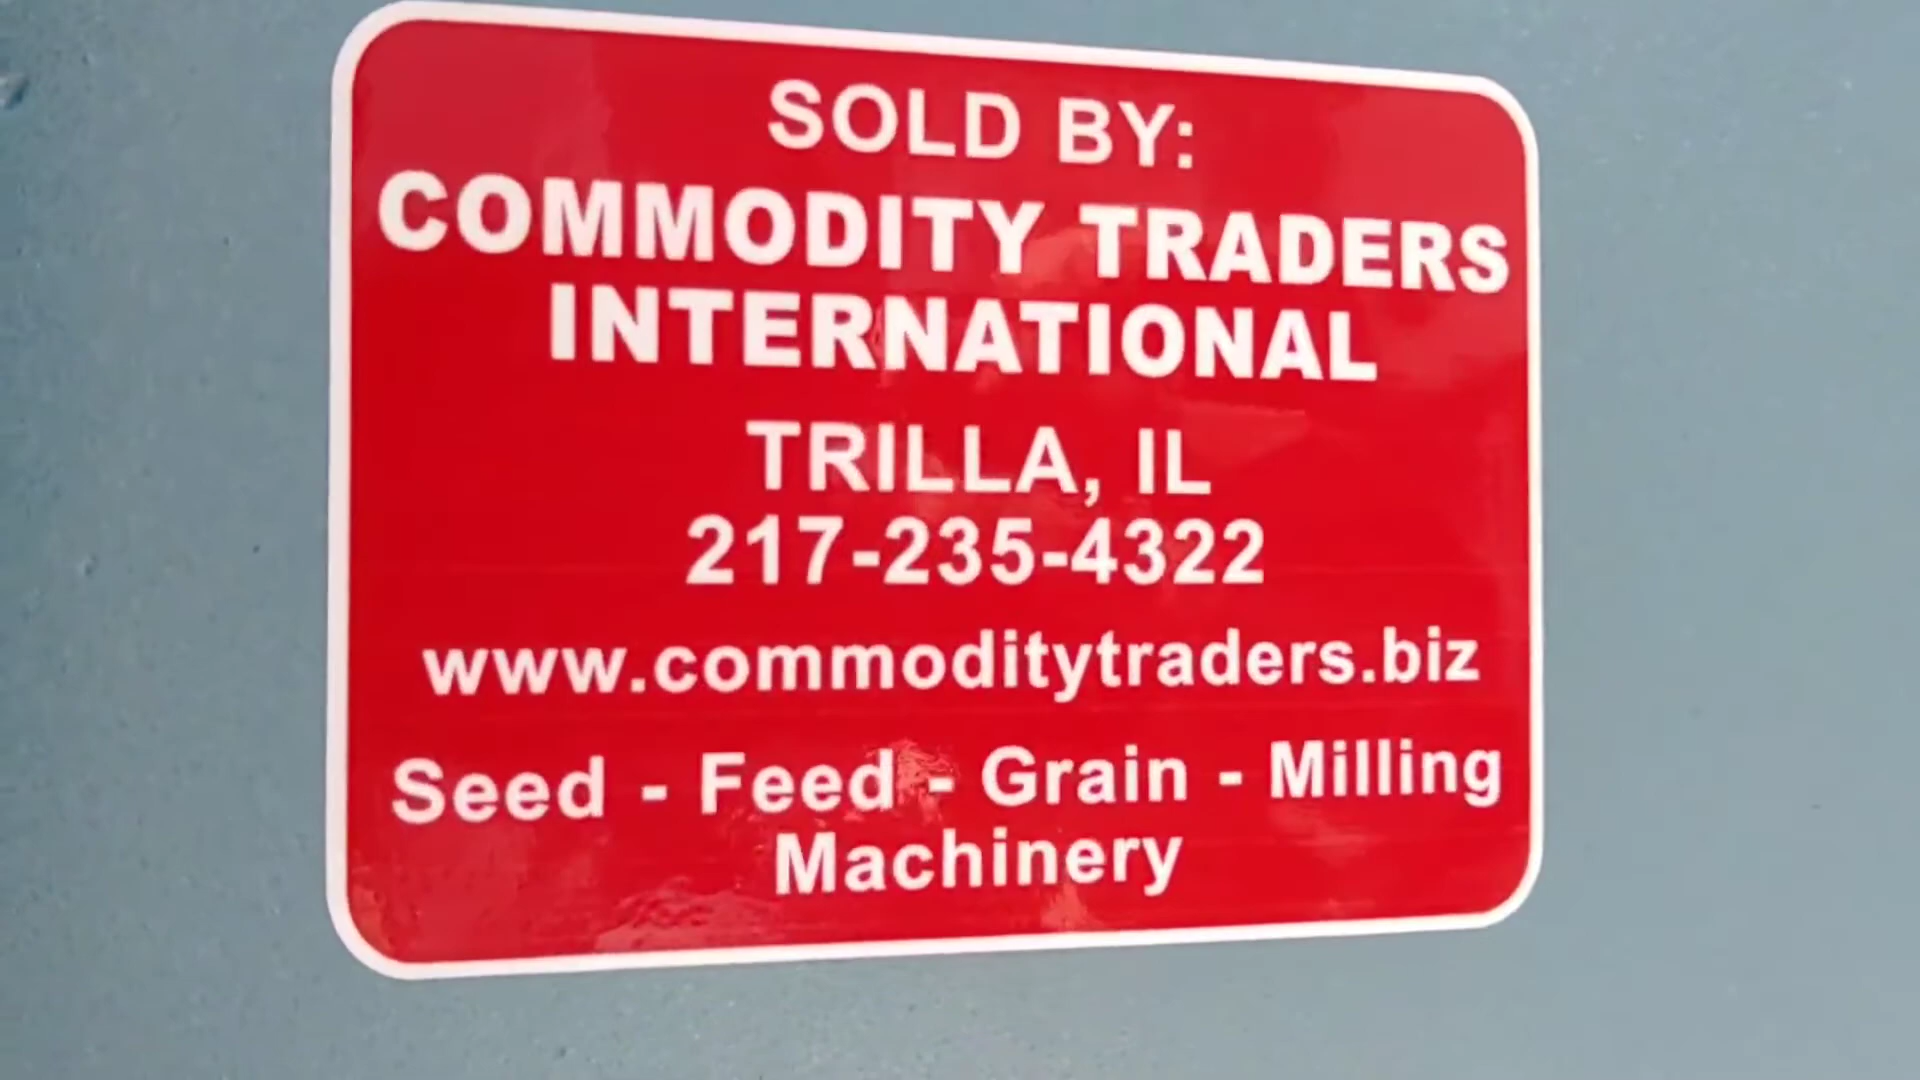 SOLD BY:
COMMODITY TRADERS
INTERNATIONAL
TRILLA, IL
217-235-4322
www.commoditytraders.biz
Seed - Feed - Grain - Milling
Machinery